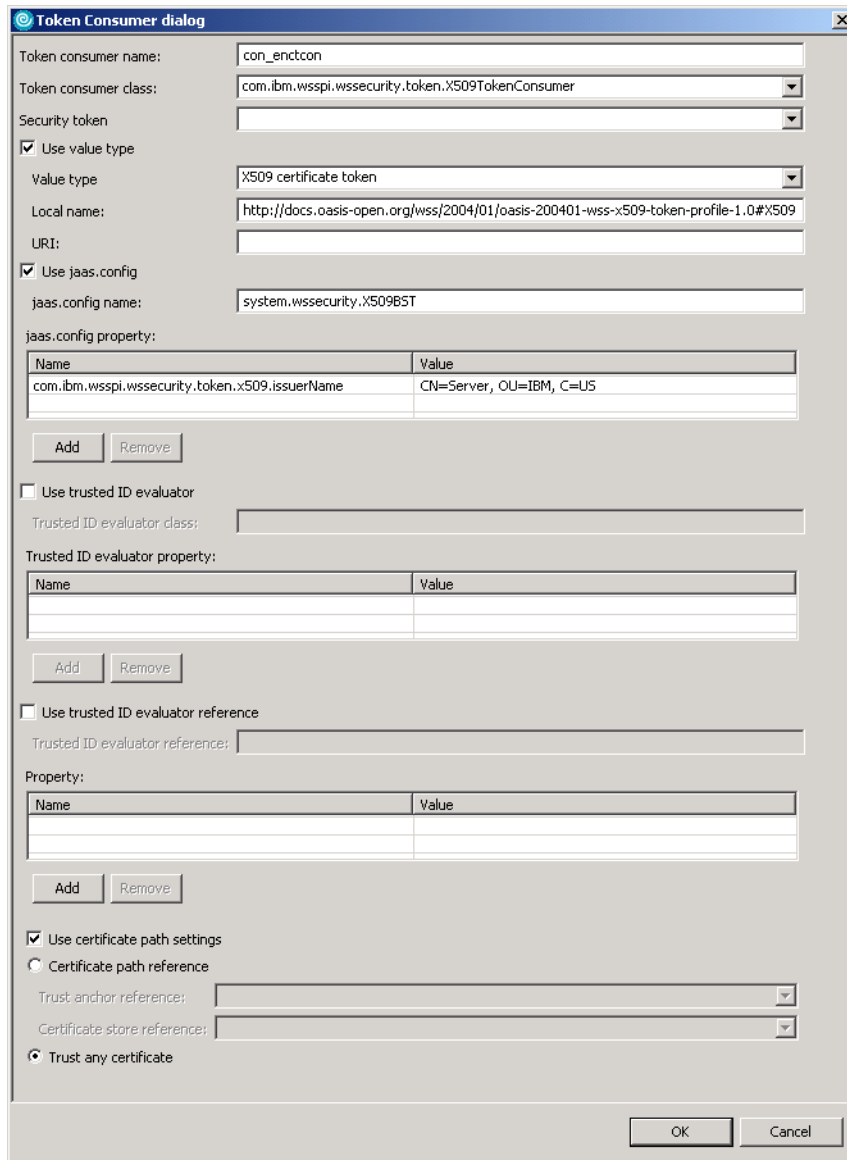 Token Consumer dialog
Token consumer name: con_enctcon
Token consumer class: com.ibm.wsspi.wssecurity.token.X509TokenConsumer
Security token
Use value type
Value type X509 certificate token
Local name: http://docs.oasis-open.org/wss/2004/01/oasis-200401-wss-x509-token-profile-1.0#X509
URI:
Use jaas.config
jaas.config name: system.wssecurity.X509BST
jaas.config property:
Name Value
com.ibm.wsspi.wssecurity.token.x509.issuerName CN=Server, OU=IBM, C=US
Add Remove
Use trusted ID evaluator
Trusted ID evaluator class:
Trusted ID evaluator property:
Name Value
Add Remove
Use trusted ID evaluator reference
Trusted ID evaluator reference:
Property:
Name Value
Add Remove
Use certificate path settings
Certificate path reference
Trust anchor reference:
Certificate store reference:
Trust any certificate
OK Cancel